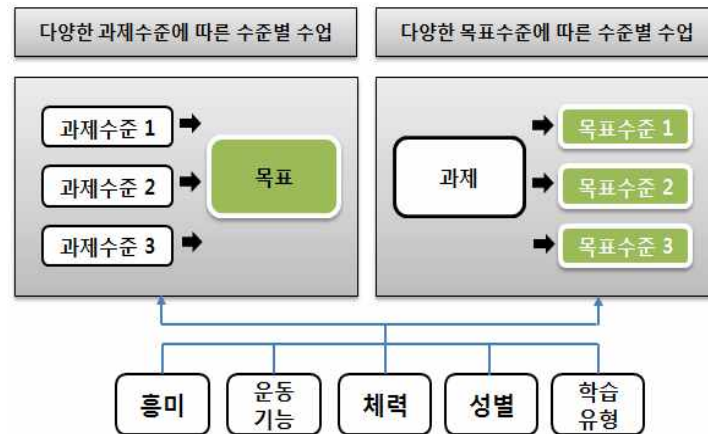 다양한 과제수준에 따른 수준별 수업
다양한 목표수준에 따른 수준별 수업
과제수준 1
과제수준 2
과제수준 3
목표
과제
목표수준 1
목표수준 2
목표수준 3
흥미
운동
기능
체력
성별
학습
유형